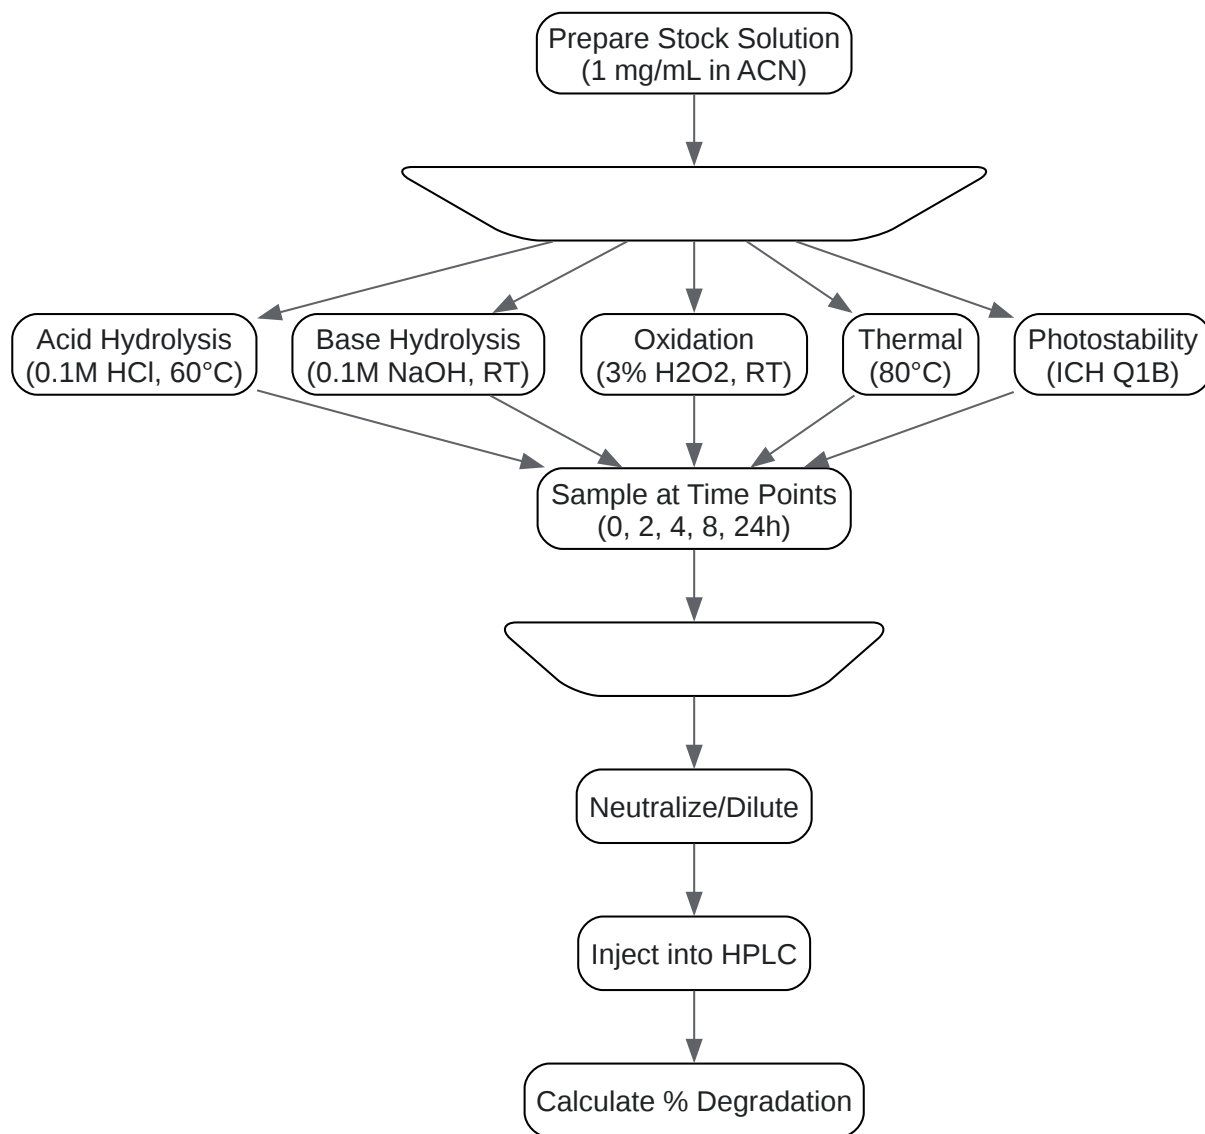 Prepare Stock Solution
(1 mg/mL in ACN)
Acid Hydrolysis
(0.1M HCl, 60°C)
Base Hydrolysis
(0.1M NaOH, RT)
Oxidation
(3% H2O2, RT)
Thermal
(80°C)
Photostability
(ICH Q1B)
Sample at Time Points
(0, 2, 4, 8, 24h)
Neutralize/Dilute
Inject into HPLC
Calculate % Degradation